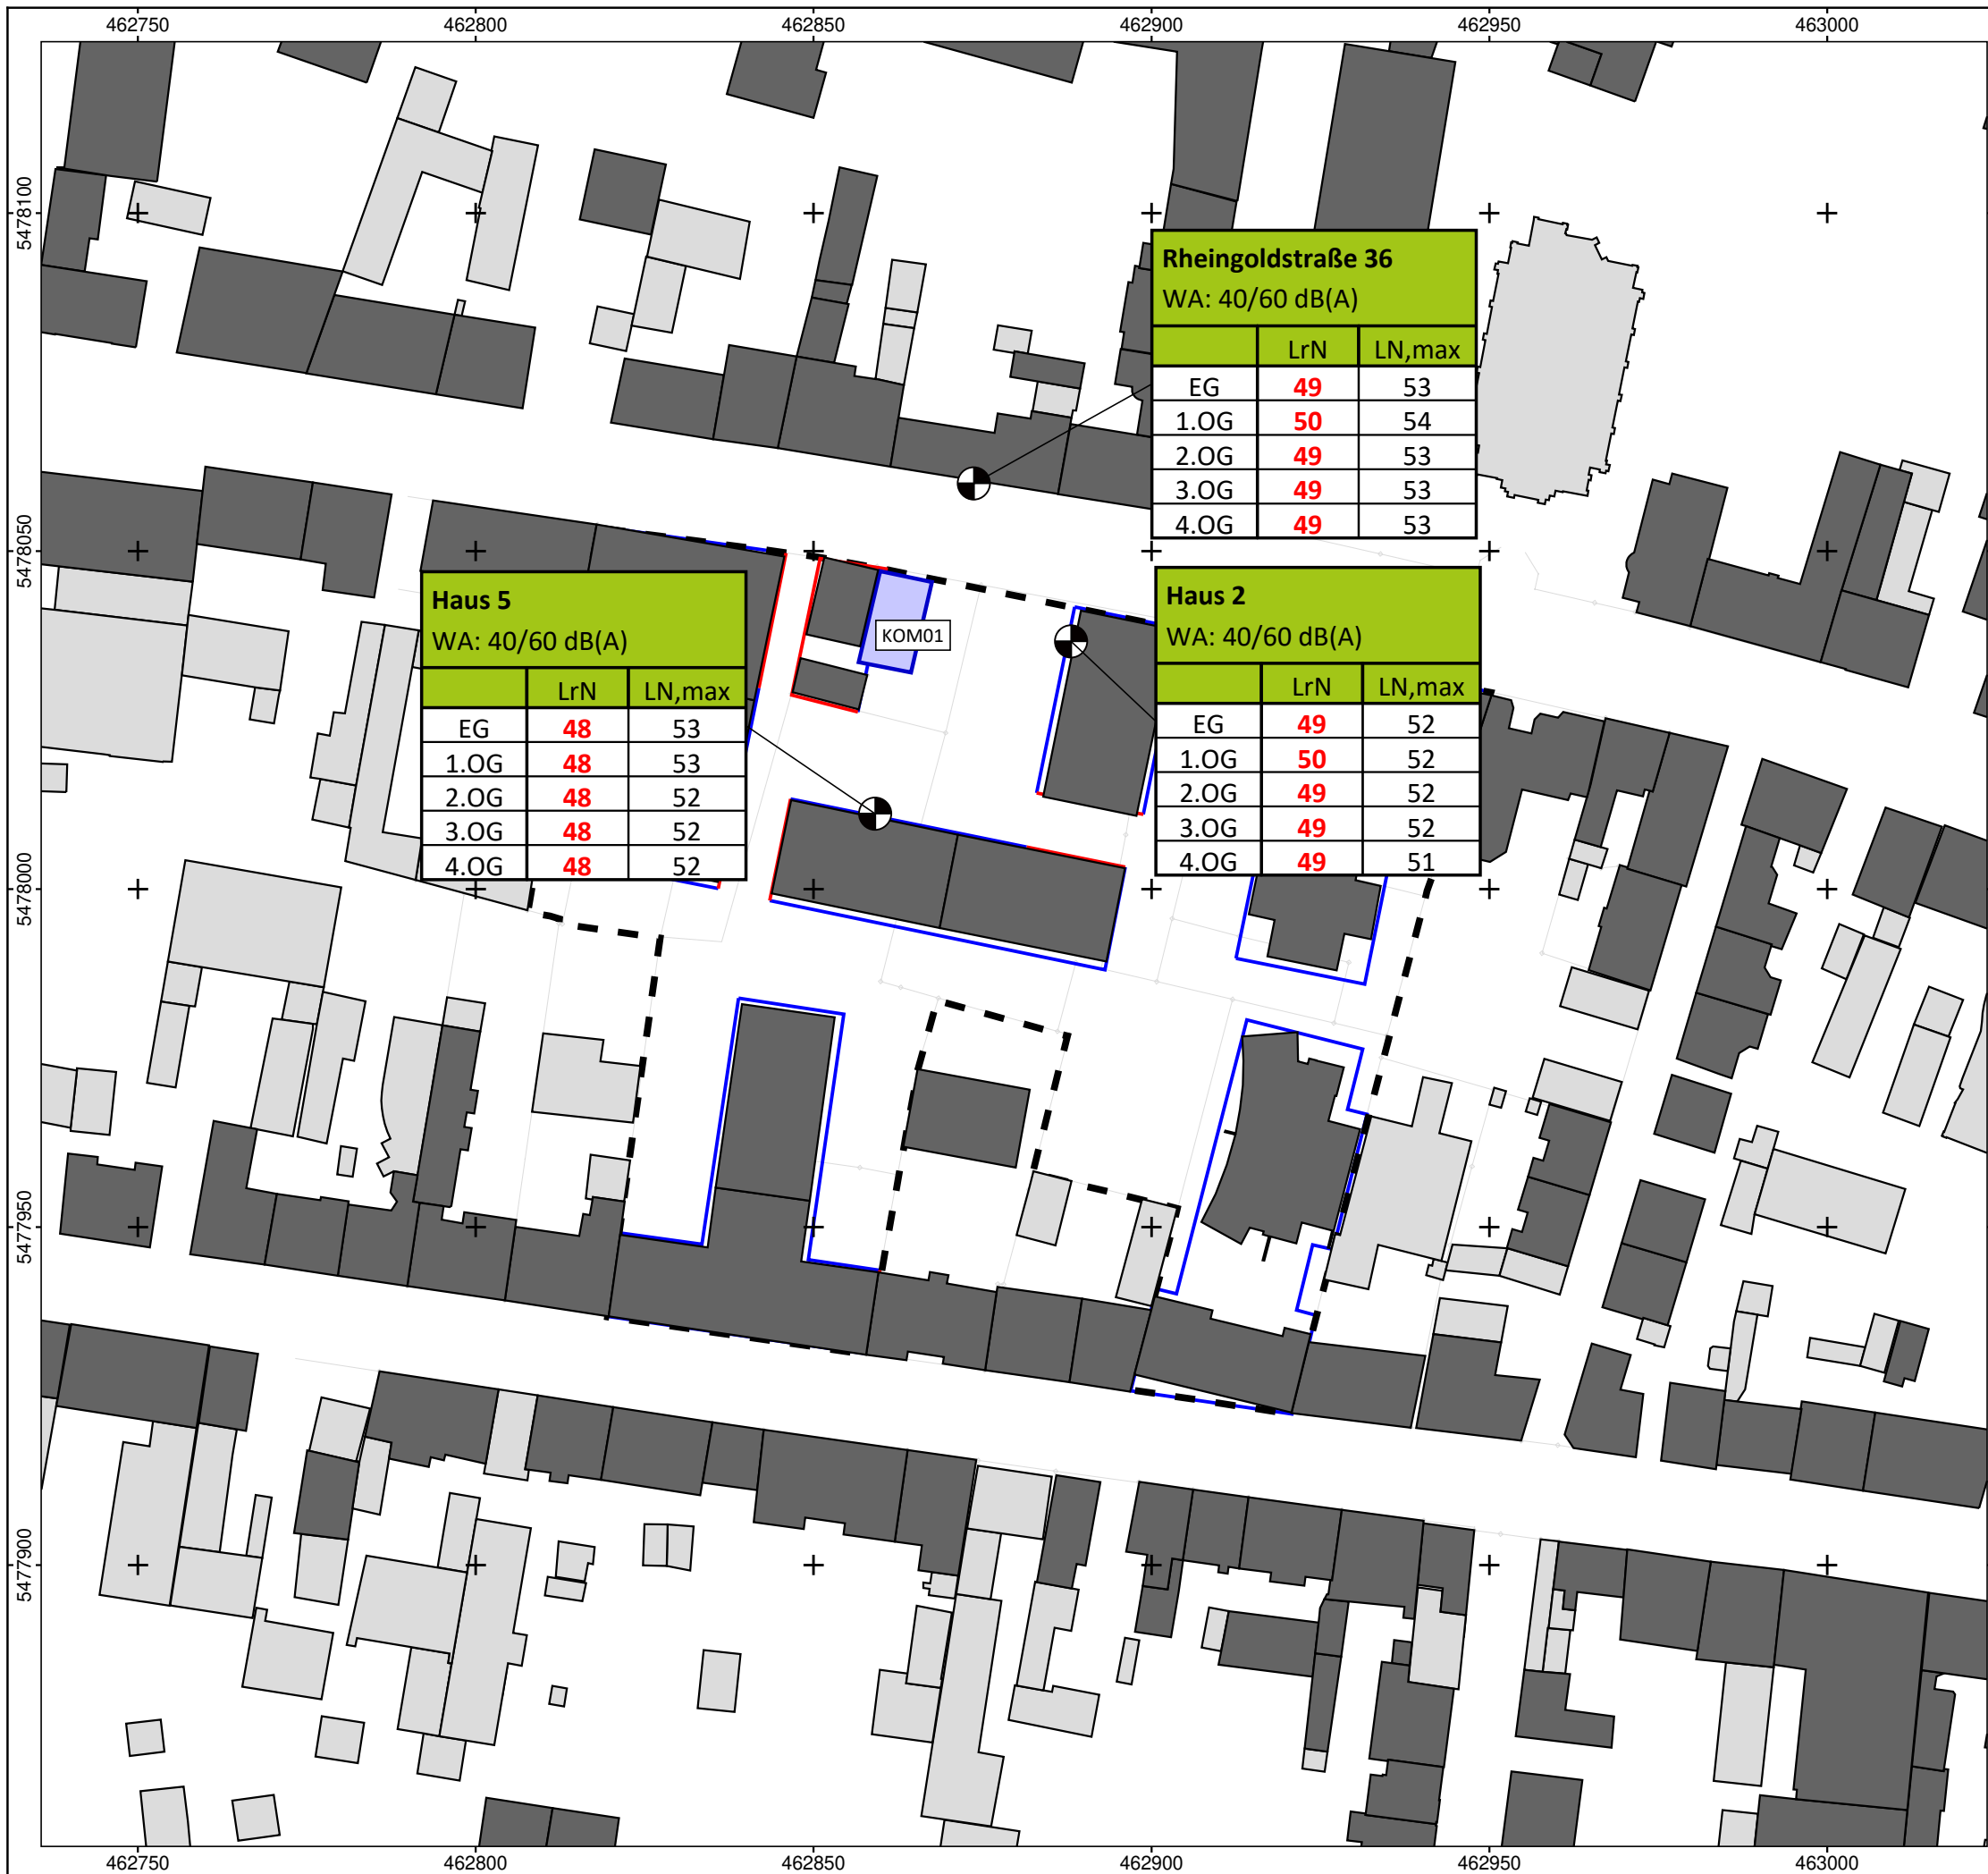 462750 462800 462850 462900 462950 463000
5478100
5478050
5478000
5477950
5477900
Rheingoldstraße 36
WA: 40/60 dB(A)
LrN LN,max
EG 49 53
1.OG 50 54
2.OG 49 53
3.OG 49 53
4.OG 49 53
Haus 5
WA: 40/60 dB(A)
LrN LN,max
EG 48 53
1.OG 48 53
2.OG 48 52
3.OG 48 52
4.OG 48 52
KOM01
Haus 2
WA: 40/60 dB(A)
LrN LN,max
EG 49 52
1.OG 50 52
2.OG 49 52
3.OG 49 52
4.OG 49 51
462750 462800 462850 462900 462950 463000